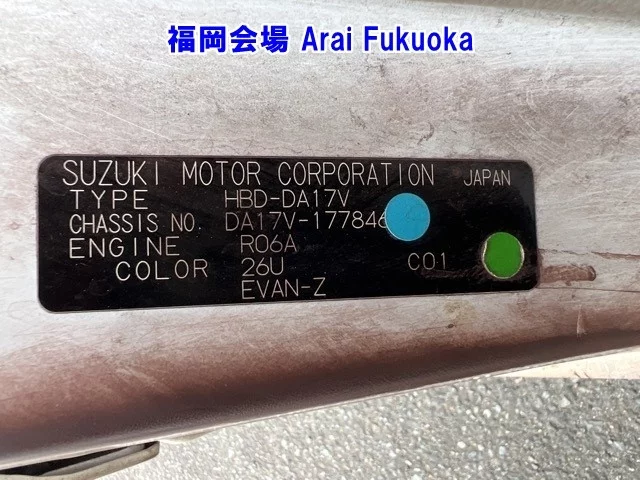 福岡会場 Arai Fukuoka
SUZUKI MOTOR CORPORATION JAPAN
TYPE HBD-DA17V
CHASSIS NO. DA17V-177846
ENGINE R06A
COLOR 26U C01
EVAN-Z